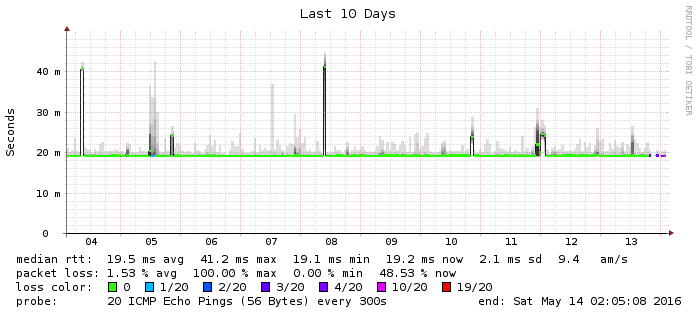 Last 10 Days
RRDTOOL / TOBI OETIKER
Seconds
40 m
30 m
20 m
10 m
0
04 05 06 07 08 09 10 11 12 13
median rtt: 19.5 ms avg 41.2 ms max 19.1 ms min 19.2 ms now 2.1 ms sd 9.4 am/s
packet loss: 1.53 % avg 100.00 % max 0.00 % min 48.53 % now
loss color: 0 1/20 2/20 3/20 4/20 10/20 19/20
probe: 20 ICMP Echo Pings (56 Bytes) every 300s end: Sat May 14 02:05:08 2016